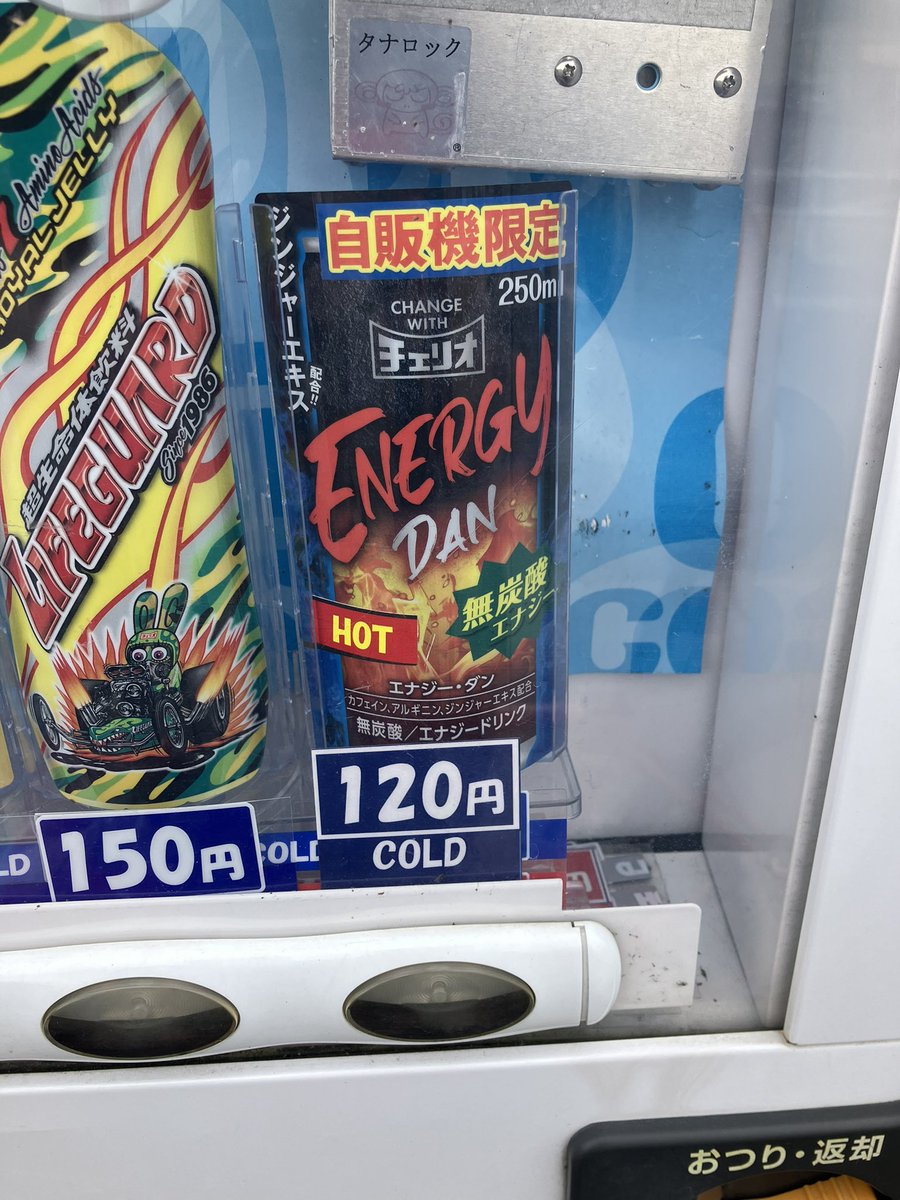 タナロック
Amino Acids
ROYAL JELLY
超生命体飲料
LIFEGUARD
Since 1986
150円
COLD
自販機限定
250ml
ジンジャーエキス
配合!!
CHANGE
WITH
チェリオ
ENERGY
DAN
HOT
無炭酸
エナジー
エナジー・ダン
カフェイン、アルギニン、ジンジャーエキス配合
無炭酸/エナジードリンク
120円
COLD
LD
おつり・返却